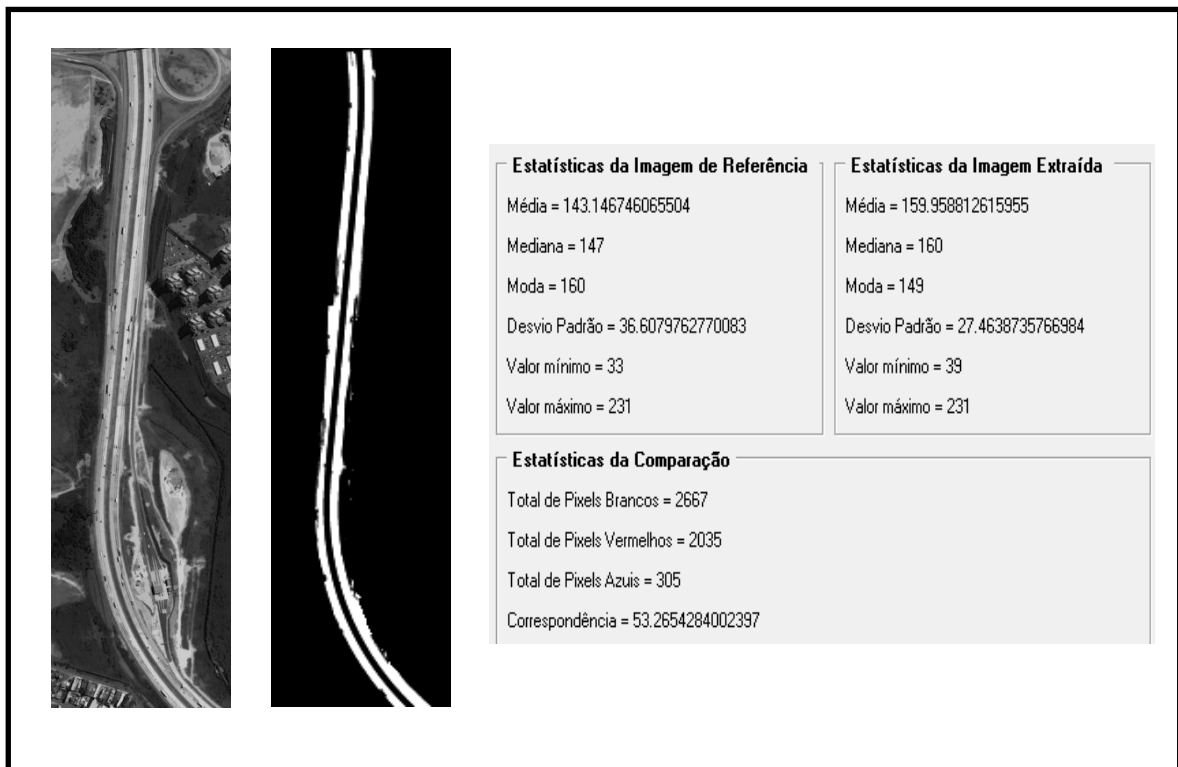 Estatísticas da Imagem de Referência
Média = 143.146746065504
Mediana = 147
Moda = 160
Desvio Padrão = 36.6079762770083
Valor mínimo = 33
Valor máximo = 231
Estatísticas da Imagem Extraída
Média = 159.958812615955
Mediana = 160
Moda = 149
Desvio Padrão = 27.4638735766984
Valor mínimo = 39
Valor máximo = 231
Estatísticas da Comparação
Total de Pixels Brancos = 2667
Total de Pixels Vermelhos = 2035
Total de Pixels Azuis = 305
Correspondência = 53.2654284002397